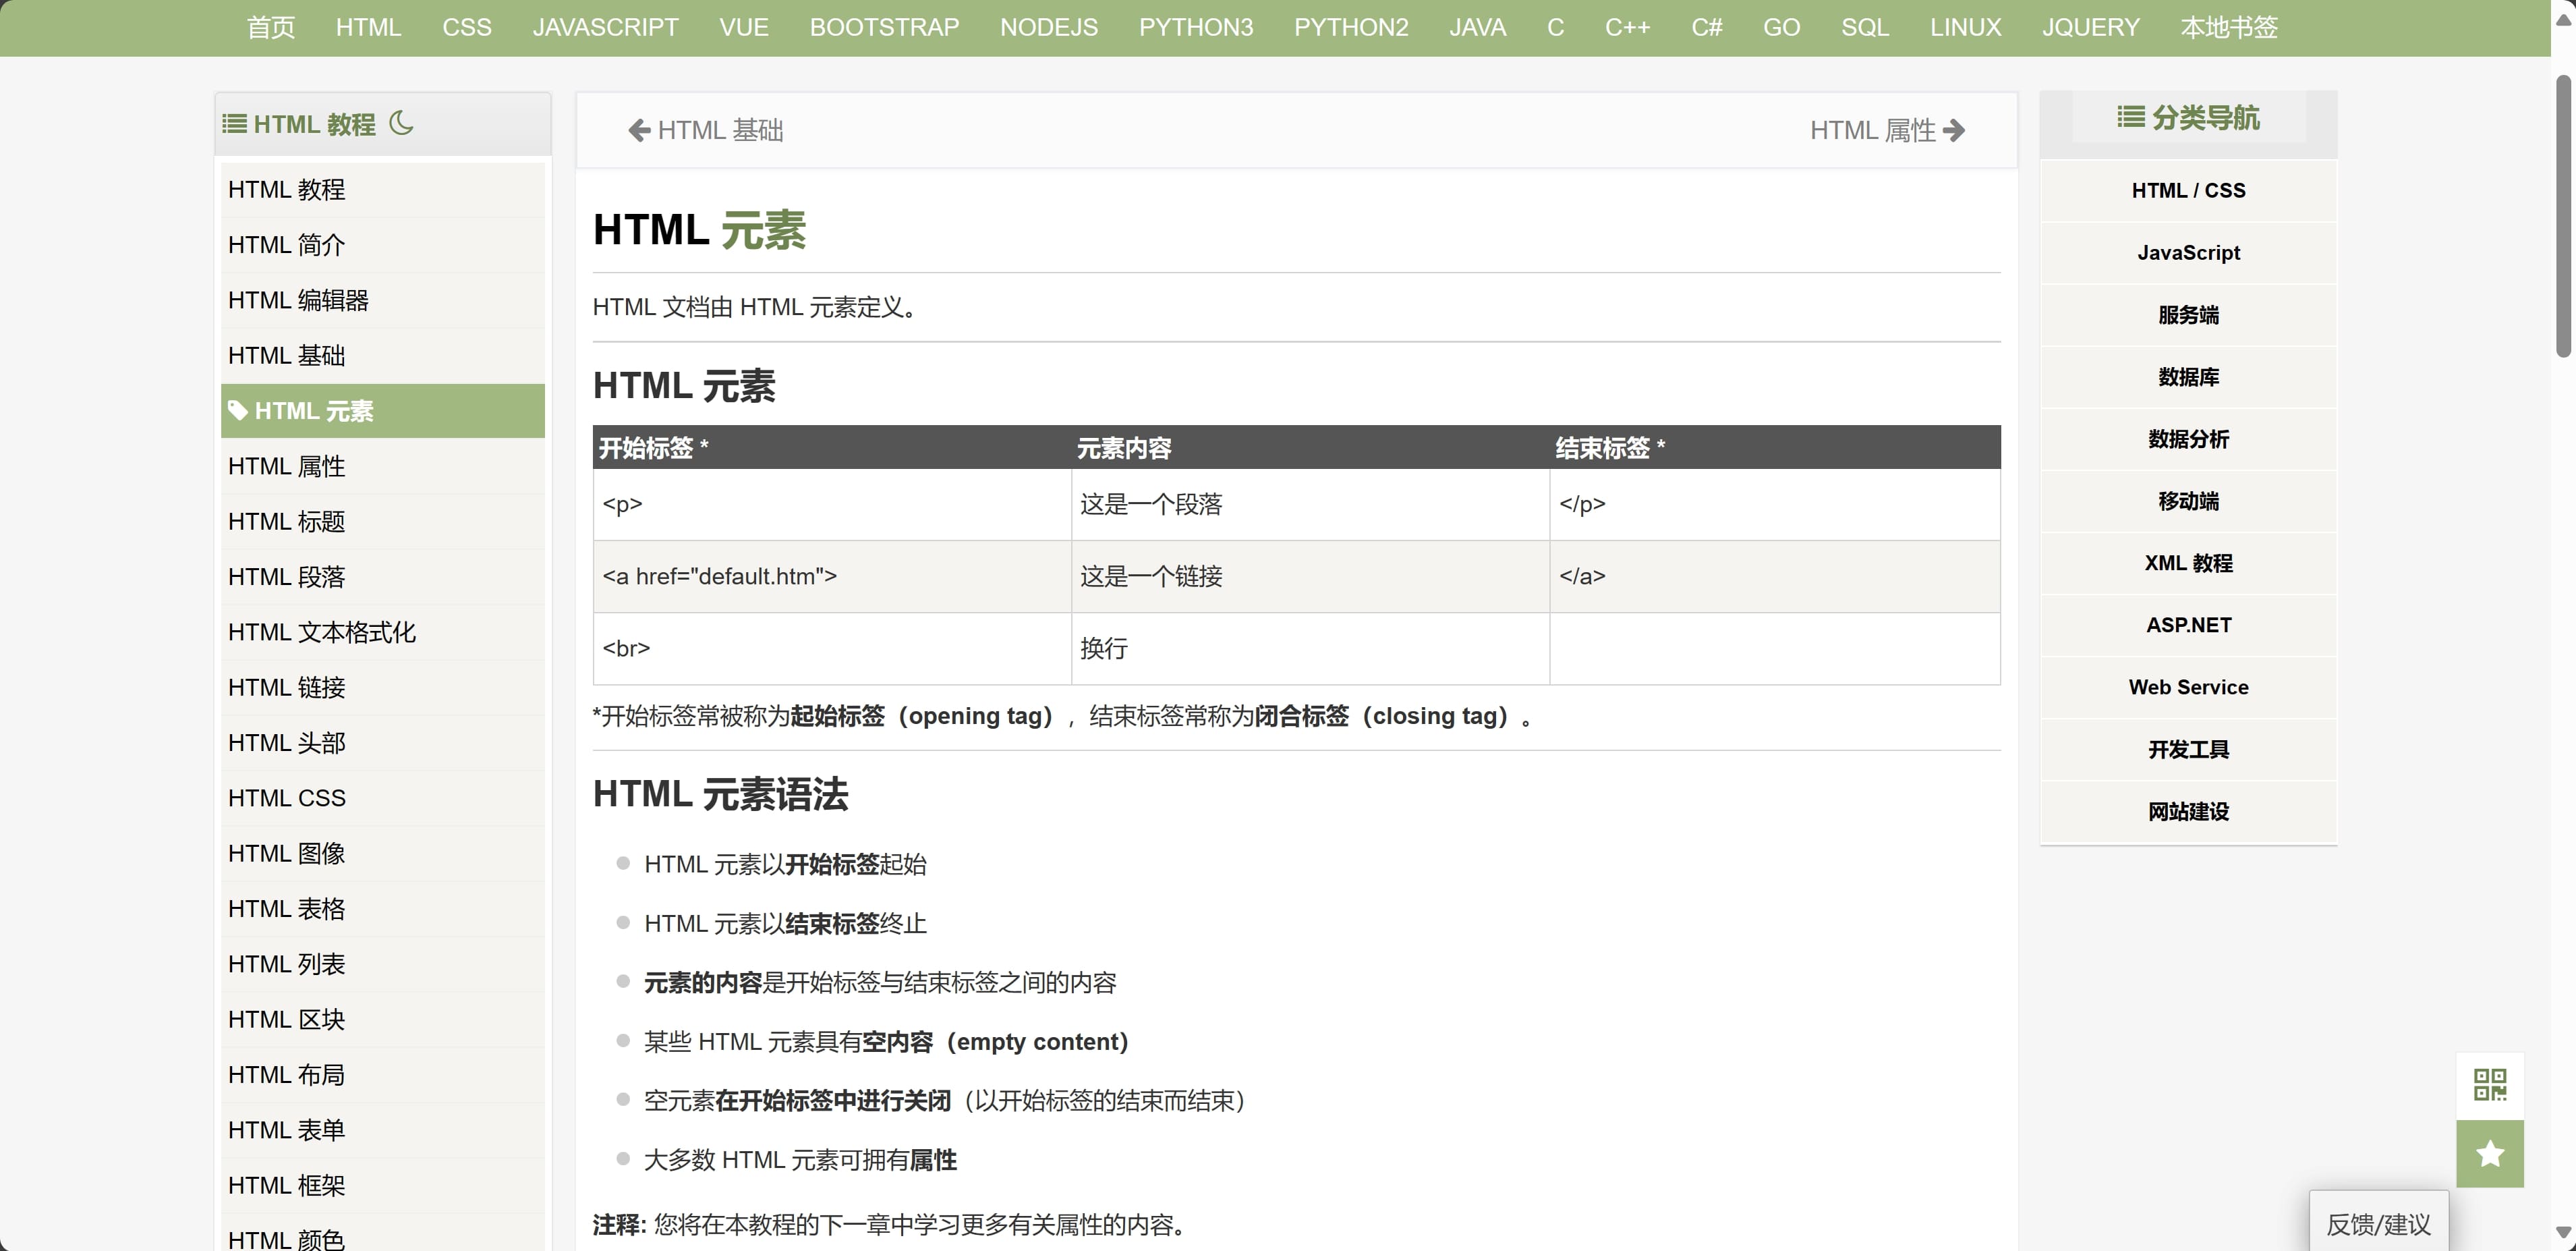 首页 HTML CSS JAVASCRIPT VUE BOOTSTRAP NODEJS PYTHON3 PYTHON2 JAVA C C++ C# GO SQL LINUX JQUERY 本地书签
HTML 教程
HTML 教程
HTML 简介
HTML 编辑器
HTML 基础
HTML 元素
HTML 属性
HTML 标题
HTML 段落
HTML 文本格式化
HTML 链接
HTML 头部
HTML CSS
HTML 图像
HTML 表格
HTML 列表
HTML 区块
HTML 布局
HTML 表单
HTML 框架
HTML 颜色
HTML 基础 HTML 属性
HTML 元素
HTML 文档由 HTML 元素定义。
HTML 元素
开始标签 * 元素内容 结束标签 *
<p> 这是一个段落 </p>
<a href="default.htm"> 这是一个链接 </a>
<br> 换行
*开始标签常被称为起始标签（opening tag），结束标签常称为闭合标签（closing tag）。
HTML 元素语法
HTML 元素以开始标签起始
HTML 元素以结束标签终止
元素的内容是开始标签与结束标签之间的内容
某些 HTML 元素具有空内容（empty content）
空元素在开始标签中进行关闭（以开始标签的结束而结束）
大多数 HTML 元素可拥有属性
注释: 您将在本教程的下一章中学习更多有关属性的内容。
分类导航
HTML / CSS
JavaScript
服务端
数据库
数据分析
移动端
XML 教程
ASP.NET
Web Service
开发工具
网站建设
反馈/建议